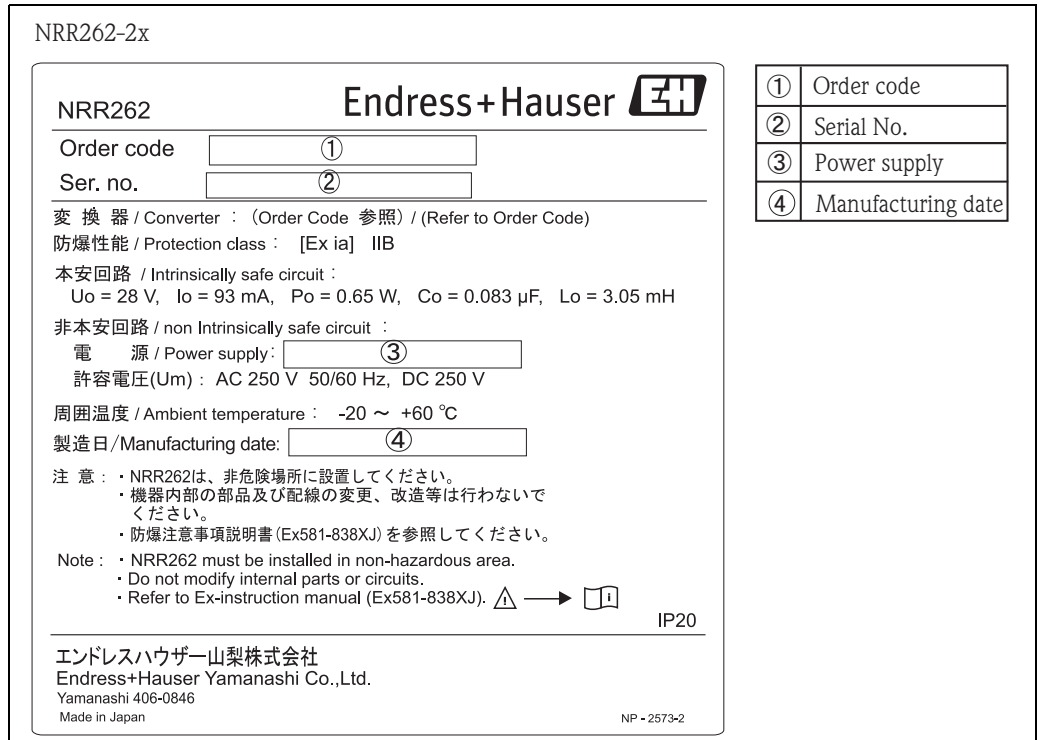 NRR262-2x
NRR262
Endress+Hauser EH
Order code ①
Ser. no. ②
変 換 器 / Converter : (Order Code 参照) / (Refer to Order Code)
防爆性能 / Protection class : [Ex ia] IIB
本安回路 / Intrinsically safe circuit :
Uo = 28 V, Io = 93 mA, Po = 0.65 W, Co = 0.083 µF, Lo = 3.05 mH
非本安回路 / non Intrinsically safe circuit :
電 源 / Power supply: ③
許容電圧(Um) : AC 250 V 50/60 Hz, DC 250 V
周囲温度 / Ambient temperature : -20 ~ +60 ℃
製造日/Manufacturing date: ④
注 意 : ・NRR262は、非危険場所に設置してください。
・機器内部の部品及び配線の変更、改造等は行わないで
ください。
・防爆注意事項説明書(Ex581-838XJ)を参照してください。
Note : ・NRR262 must be installed in non-hazardous area.
・Do not modify internal parts or circuits.
・Refer to Ex-instruction manual (Ex581-838XJ).
IP20
エンドレスハウザー山梨株式会社
Endress+Hauser Yamanashi Co.,Ltd.
Yamanashi 406-0846
Made in Japan
NP - 2573-2
① Order code
② Serial No.
③ Power supply
④ Manufacturing date